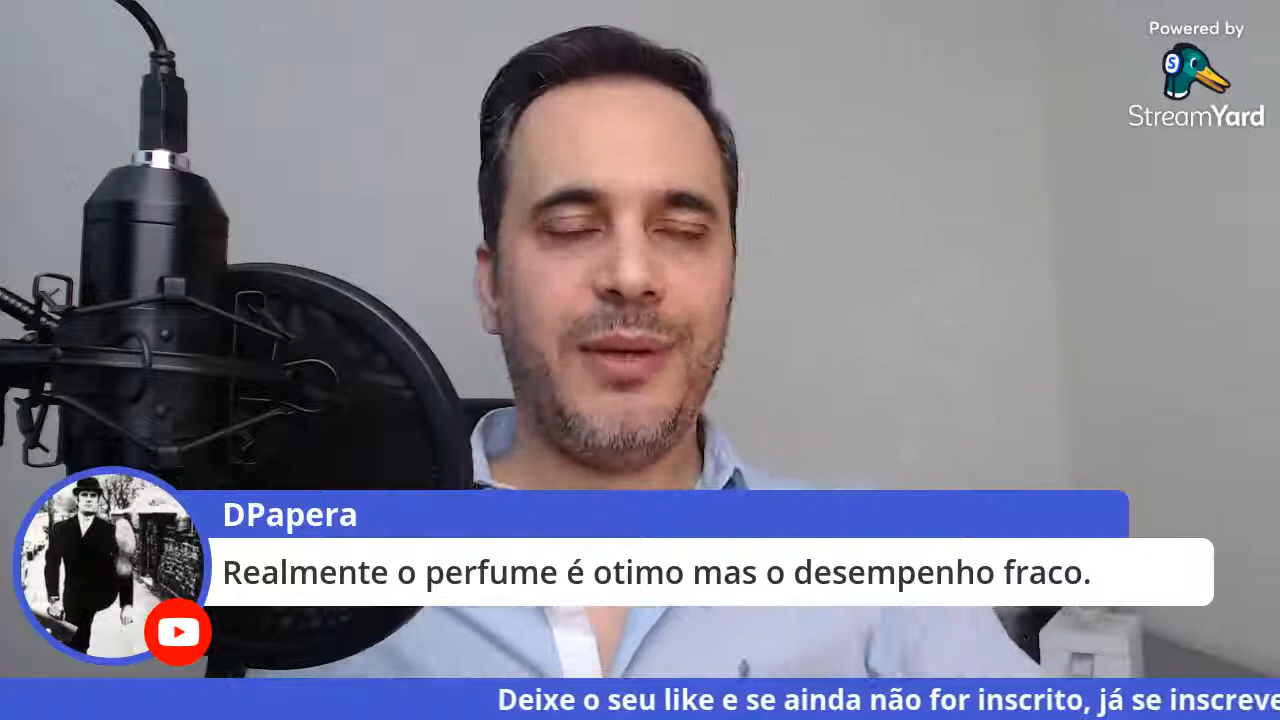 Powered by
S
StreamYard
DPapera
Realmente o perfume é otimo mas o desempenho fraco.
Deixe o seu like e se ainda não for inscrito, já se inscreve